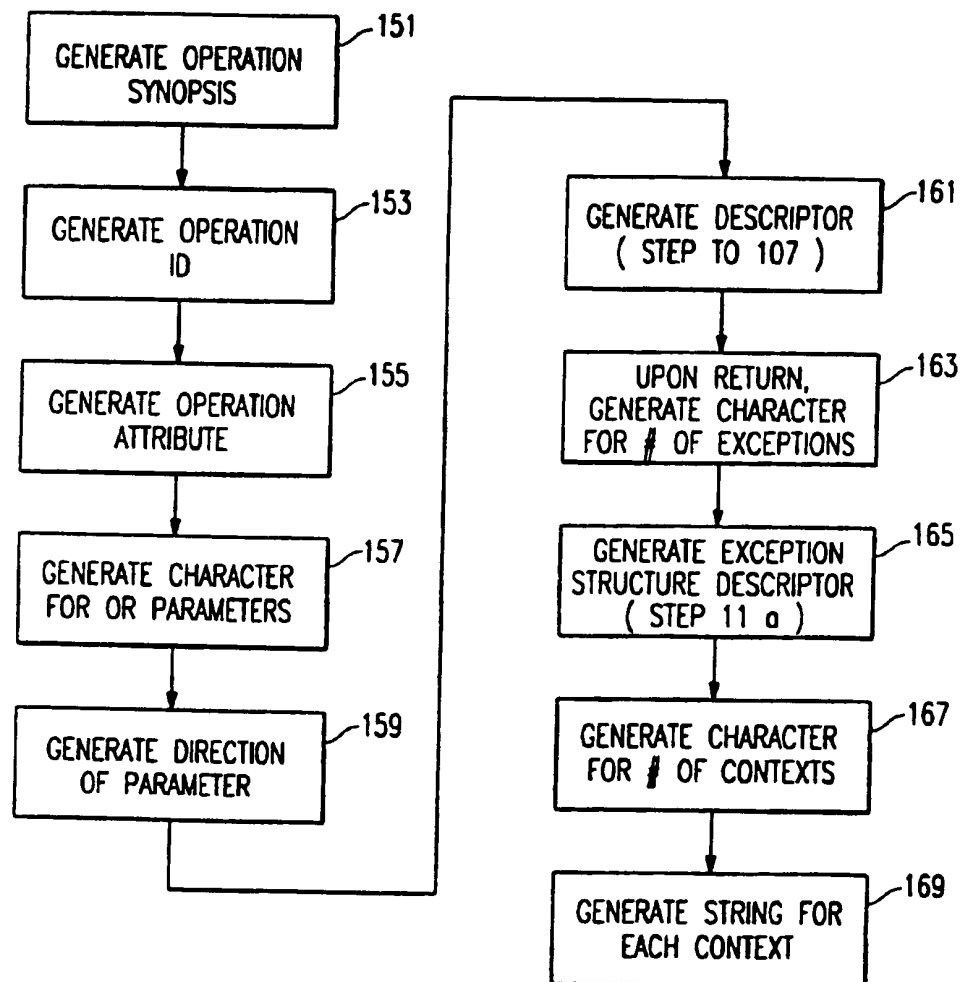 GENERATE OPERATION
SYNOPSIS
151
GENERATE OPERATION
ID
153
GENERATE OPERATION
ATTRIBUTE
155
GENERATE CHARACTER
FOR OR PARAMETERS
157
GENERATE DIRECTION
OF PARAMETER
159
GENERATE DESCRIPTOR
( STEP TO 107 )
161
UPON RETURN,
GENERATE CHARACTER
FOR # OF EXCEPTIONS
163
GENERATE EXCEPTION
STRUCTURE DESCRIPTOR
( STEP 11 a )
165
GENERATE CHARACTER
FOR # OF CONTEXTS
167
GENERATE STRING FOR
EACH CONTEXT
169